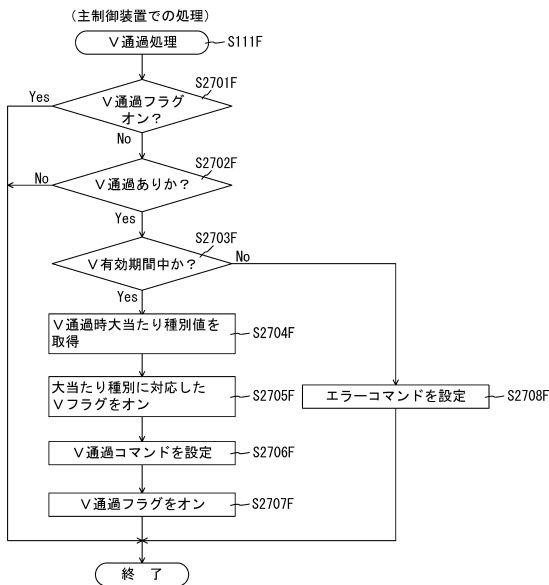 （主制御装置での処理）
Ｖ通過処理
S111F
S2701F
Yes
Ｖ通過フラグ
オン？
No
S2702F
No
Ｖ通過ありか？
Yes
S2703F
Ｖ有効期間中か？
No
Yes
Ｖ通過時大当たり種別値を
取得
S2704F
大当たり種別に対応した
Ｖフラグをオン
S2705F
エラーコマンドを設定
S2708F
Ｖ通過コマンドを設定
S2706F
Ｖ通過フラグをオン
S2707F
終　了